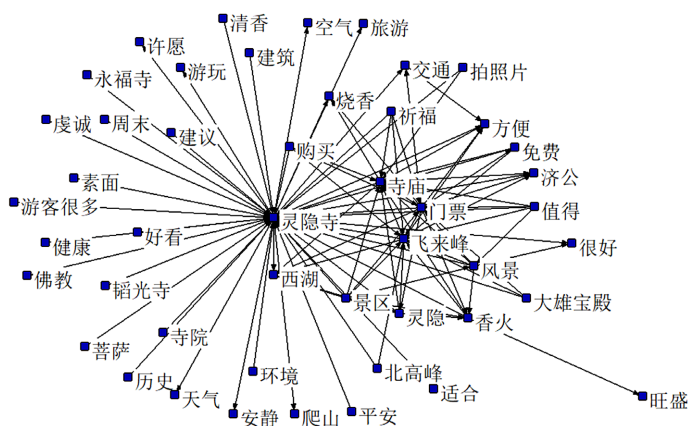 清香
空气
旅游
许愿
建筑
游玩
交通
拍照片
永福寺
烧香
祈福
虔诚
周末
建议
方便
购买
免费
济公
素面
寺庙
游客很多
灵隐寺
门票
值得
好看
飞来峰
健康
很好
佛教
西湖
风景
韬光寺
景区
大雄宝殿
灵隐
香火
寺院
菩萨
历史
环境
北高峰
适合
天气
安静
爬山
平安
旺盛